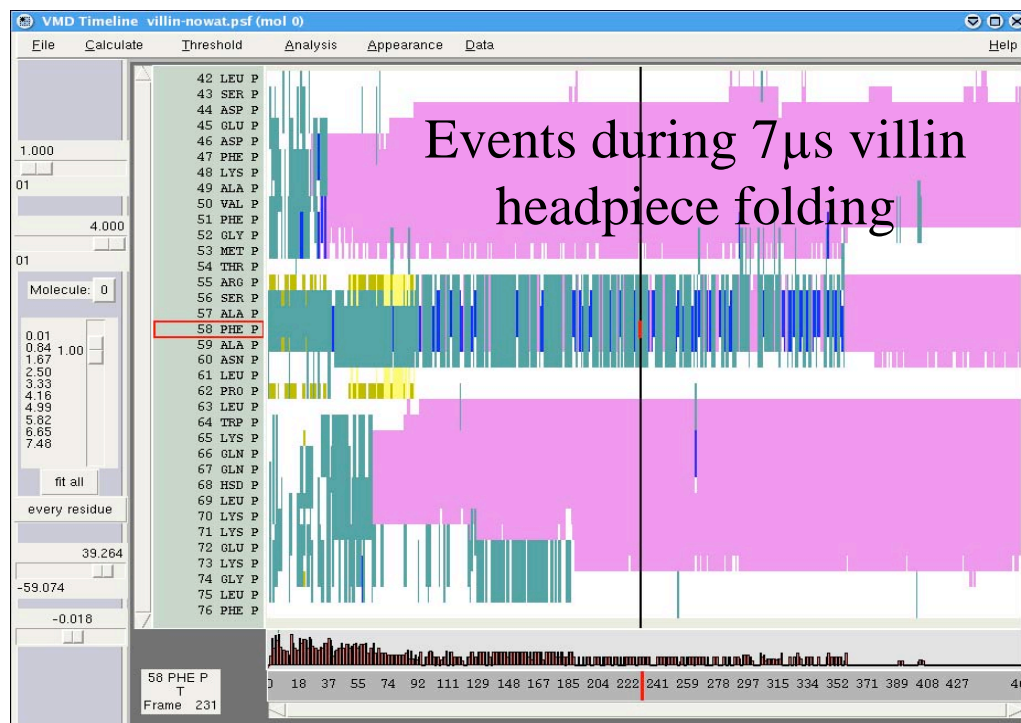 VMD Timeline villin-nowat.psf (mol 0)
File Calculate Threshold Analysis Appearance Data Help
1.000
01
4.000
01
Molecule: 0
0.01
0.84
1.67
2.50
3.33
4.16
4.99
5.82
6.65
7.48
1.00
fit all
every residue
39.264
-59.074
-0.018
42 LEU P
43 SER P
44 ASP P
45 GLU P
46 ASP P
47 PHE P
48 LYS P
49 ALA P
50 VAL P
51 PHE P
52 GLY P
53 MET P
54 THR P
55 ARG P
56 SER P
57 ALA P
58 PHE P
59 ALA P
60 ASN P
61 LEU P
62 PRO P
63 LEU P
64 TRP P
65 LYS P
66 GLN P
67 GLN P
68 HSD P
69 LEU P
70 LYS P
71 LYS P
72 GLU P
73 LYS P
74 GLY P
75 LEU P
76 PHE P
Events during 7µs villin
headpiece folding
58 PHE P
T
Frame 231
18 37 55 74 92 111 129 148 167 185 204 222 241 259 278 297 315 334 352 371 389 408 427